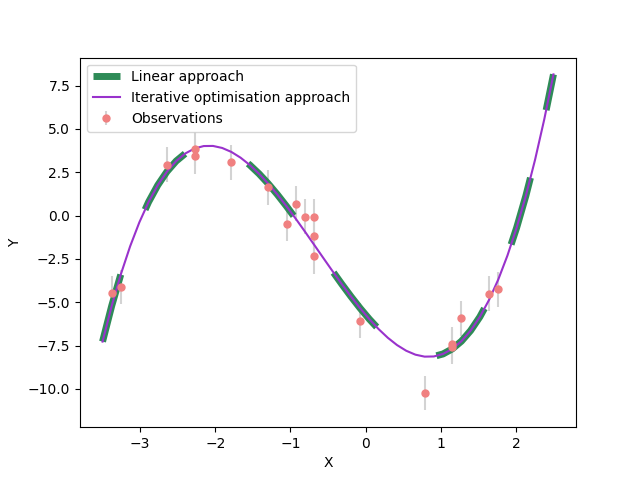 Linear approach
Iterative optimisation approach
Observations
7.5
5.0
2.5
0.0
−2.5
−5.0
−7.5
−10.0
Y
−3 −2 −1 0 1 2
X